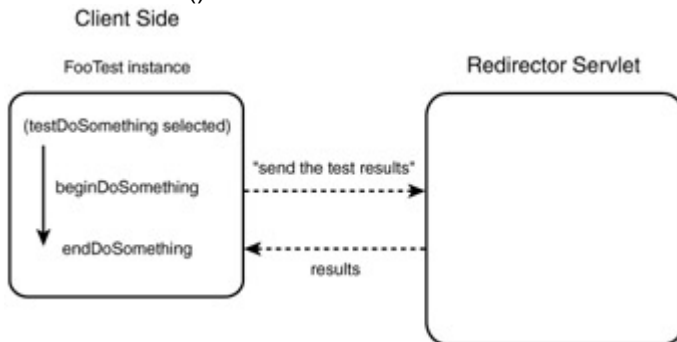 ()
Client Side
FooTest instance
Redirector Servlet
(testDoSomething selected)
"send the test results"
beginDoSomething
endDoSomething
results